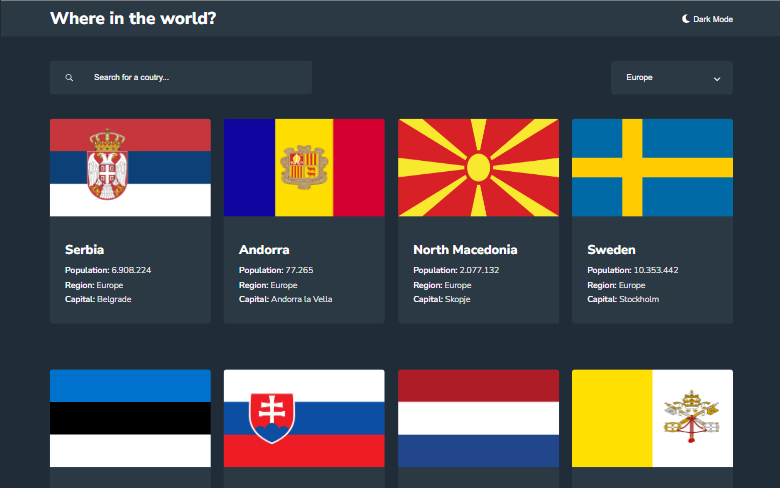 Where in the world?
Dark Mode
Search for a coutry...
Europe
Serbia
Population: 6.908.224
Region: Europe
Capital: Belgrade
Andorra
Population: 77.265
Region: Europe
Capital: Andorra la Vella
North Macedonia
Population: 2.077.132
Region: Europe
Capital: Skopje
Sweden
Population: 10.353.442
Region: Europe
Capital: Stockholm